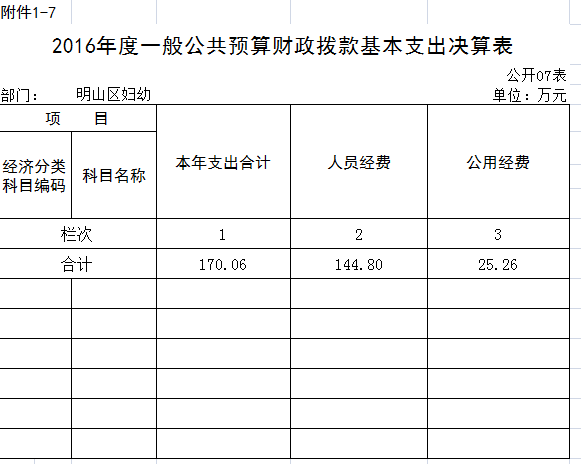 附件1-7
2016年度一般公共预算财政拨款基本支出决算表
公开07表
部门： 明山区妇幼 单位：万元
项 目
经济分类
科目编码 科目名称 本年支出合计 人员经费 公用经费
栏次 1 2 3
合计 170.06 144.80 25.26